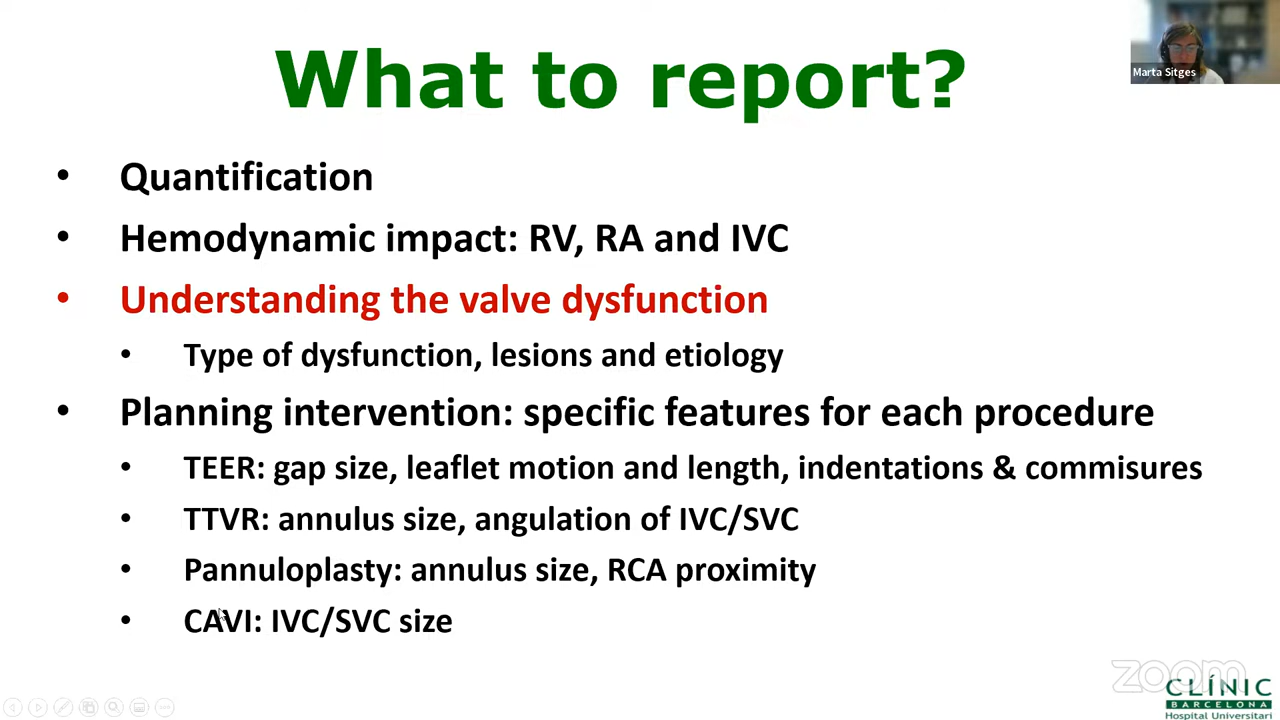 What to report?
Marta Sitges
• Quantification
• Hemodynamic impact: RV, RA and IVC
• Understanding the valve dysfunction
• Type of dysfunction, lesions and etiology
• Planning intervention: specific features for each procedure
• TEER: gap size, leaflet motion and length, indentations & commisures
• TTVR: annulus size, angulation of IVC/SVC
• Pannuloplasty: annulus size, RCA proximity
• CAVI: IVC/SVC size
zoom
CLÍNIC
BARCELONA
Hospital Universitari